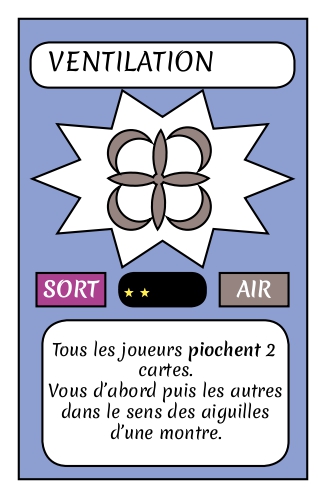 VENTILATION
SORT
AIR
Tous les joueurs piochent 2
cartes.
Vous d'abord puis les autres
dans le sens des aiguilles
d'une montre.